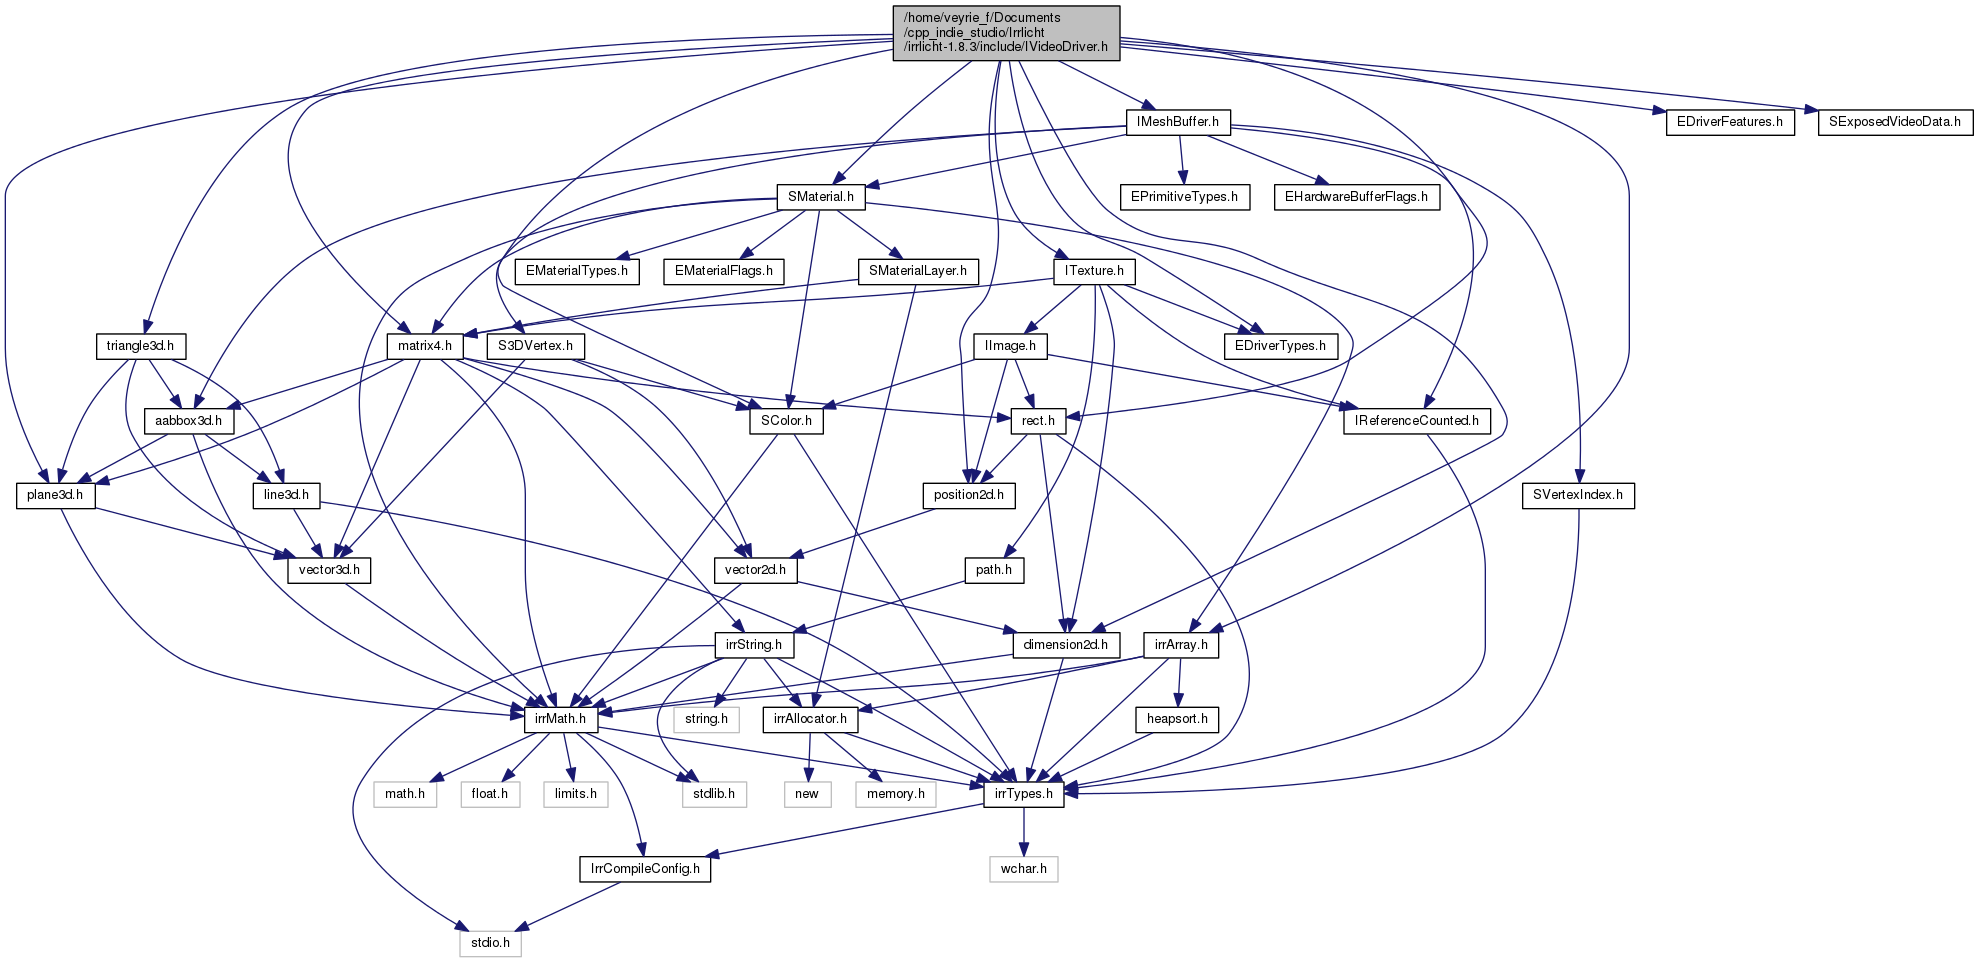 /home/veyrie_f/Documents
/cpp_indie_studio/Irrlicht
/irrlicht-1.8.3/include/IVideoDriver.h
IMeshBuffer.h
EDriverFeatures.h
SExposedVideoData.h
SMaterial.h
EPrimitiveTypes.h
EHardwareBufferFlags.h
EMaterialTypes.h
EMaterialFlags.h
SMaterialLayer.h
ITexture.h
triangle3d.h
matrix4.h
S3DVertex.h
IImage.h
EDriverTypes.h
aabbox3d.h
SColor.h
rect.h
IReferenceCounted.h
plane3d.h
line3d.h
position2d.h
SVertexIndex.h
vector3d.h
vector2d.h
path.h
irrString.h
dimension2d.h
irrArray.h
irrMath.h
string.h
irrAllocator.h
heapsort.h
math.h
float.h
limits.h
stdlib.h
new
memory.h
irrTypes.h
IrrCompileConfig.h
wchar.h
stdio.h